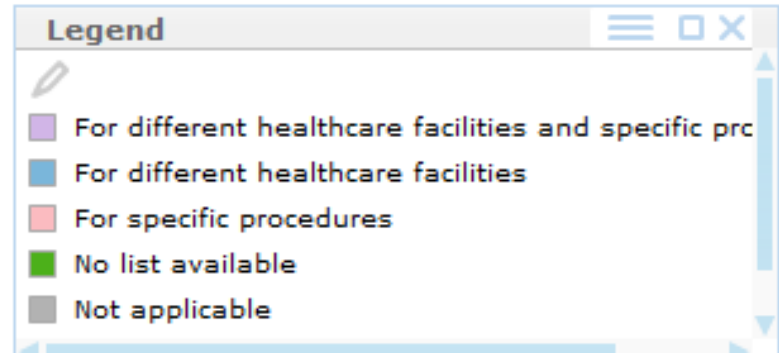 Legend
For different healthcare facilities and specific
For different healthcare facilities
For specific procedures
No list available
Not applicable